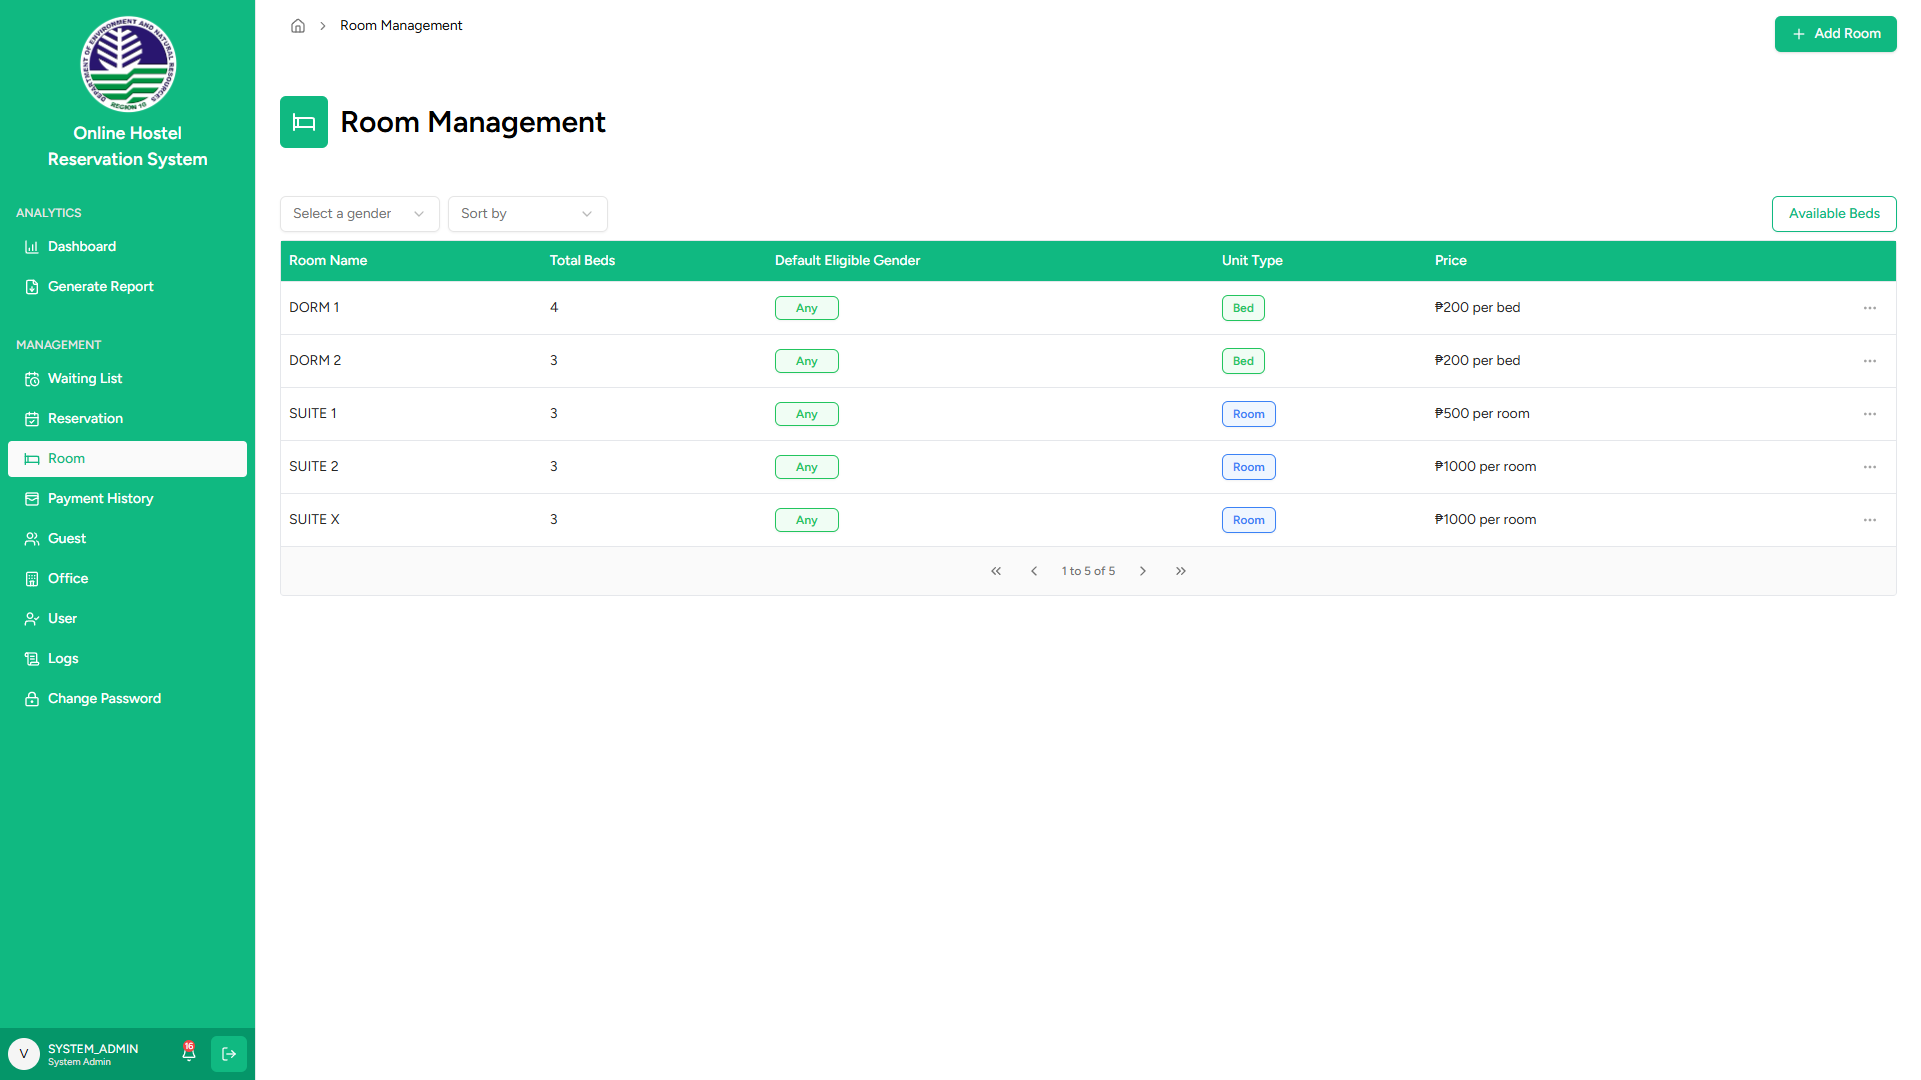 DEPARTMENT OF ENVIRONMENT AND NATURAL RESOURCES
REGION 10
Online Hostel
Reservation System
ANALYTICS
Dashboard
Generate Report
MANAGEMENT
Waiting List
Reservation
Room
Payment History
Guest
Office
User
Logs
Change Password
V
SYSTEM_ADMIN
System Admin
16
Room Management
Add Room
Room Management
Select a gender
Sort by
Available Beds
Room Name Total Beds Default Eligible Gender Unit Type Price
DORM 1 4 Any Bed ₱200 per bed
DORM 2 3 Any Bed ₱200 per bed
SUITE 1 3 Any Room ₱500 per room
SUITE 2 3 Any Room ₱1000 per room
SUITE X 3 Any Room ₱1000 per room
1 to 5 of 5